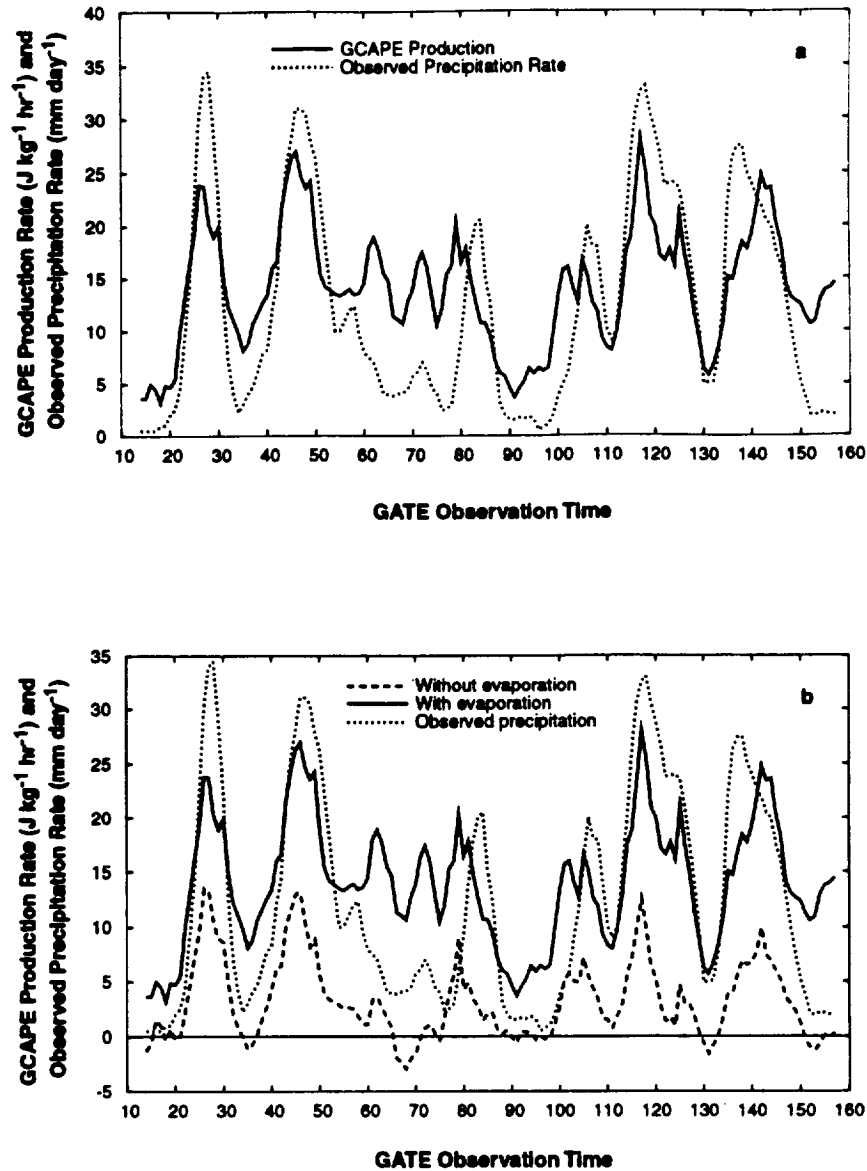 40
35
30
25
20
15
10
5
0
GCAPE Production Rate (J kg⁻¹ hr⁻¹) and
Observed Precipitation Rate (mm day⁻¹)
GCAPE Production
Observed Precipitation Rate
a
10 20 30 40 50 60 70 80 90 100 110 120 130 140 150 160
GATE Observation Time
35
30
25
20
15
10
5
0
-5
GCAPE Production Rate (J kg⁻¹ hr⁻¹) and
Observed Precipitation Rate (mm day⁻¹)
Without evaporation
With evaporation
Observed precipitation
b
10 20 30 40 50 60 70 80 90 100 110 120 130 140 150 160
GATE Observation Time